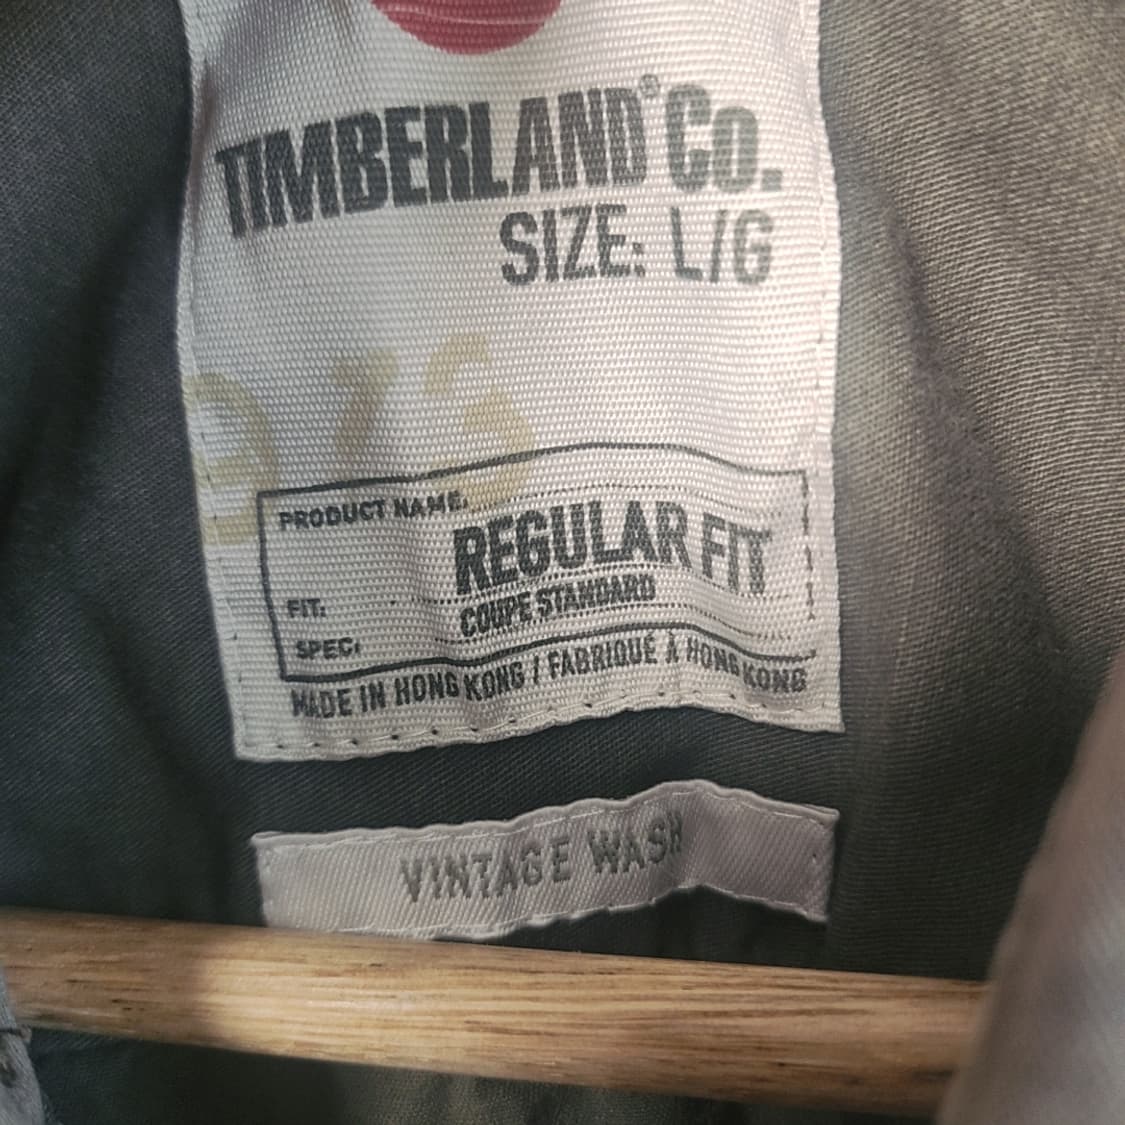 TIMBERLAND® Co.
SIZE: L/G
PRODUCT NAME:
REGULAR FIT
FIT:
COUPE STANDARD
SPEC:
MADE IN HONG KONG / FABRIQUÉ À HONG KONG
VINTAGE WASH